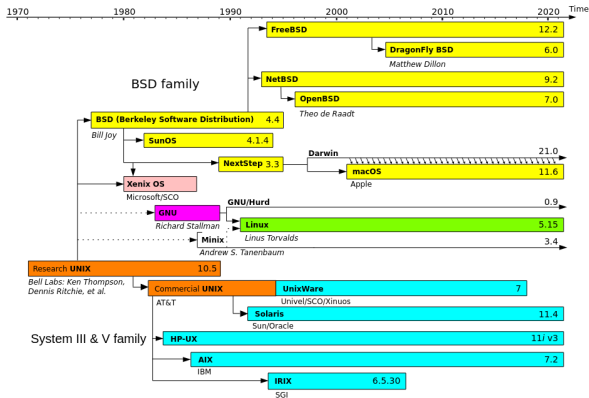 1970 1980 1990 2000 2010 2020 Time
FreeBSD 12.2
DragonFly BSD 6.0
Matthew Dillon
BSD family
NetBSD 9.2
OpenBSD 7.0
Theo de Raadt
BSD (Berkeley Software Distribution) 4.4
Bill Joy
SunOS 4.1.4
NextStep 3.3
Darwin 21.0
macOS 11.6
Apple
Xenix OS
Microsoft/SCO
GNU/Hurd 0.9
GNU
Richard Stallman
Linux 5.15
Linus Torvalds
Minix 3.4
Andrew S. Tanenbaum
Research UNIX 10.5
Bell Labs: Ken Thompson,
Dennis Ritchie, et al.
Commercial UNIX
AT&T
UnixWare 7
Univel/SCO/Xinuos
Solaris 11.4
Sun/Oracle
System III & V family
HP-UX 11i v3
AIX 7.2
IBM
IRIX 6.5.30
SGI